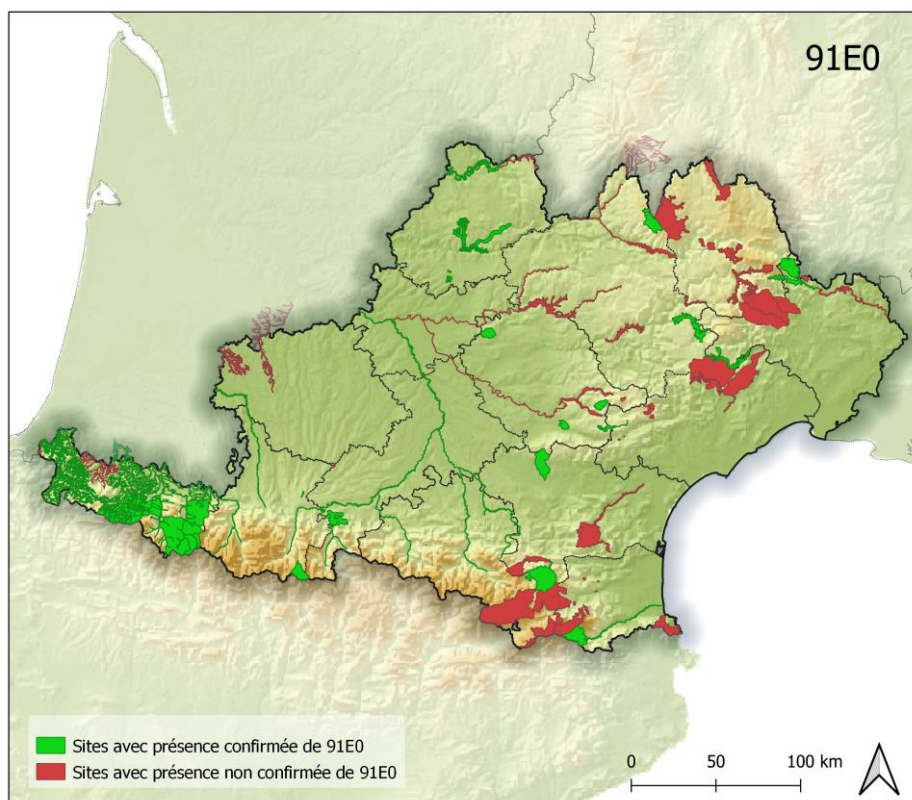 91E0
Sites avec présence confirmée de 91E0
Sites avec présence non confirmée de 91E0
0 50 100 km